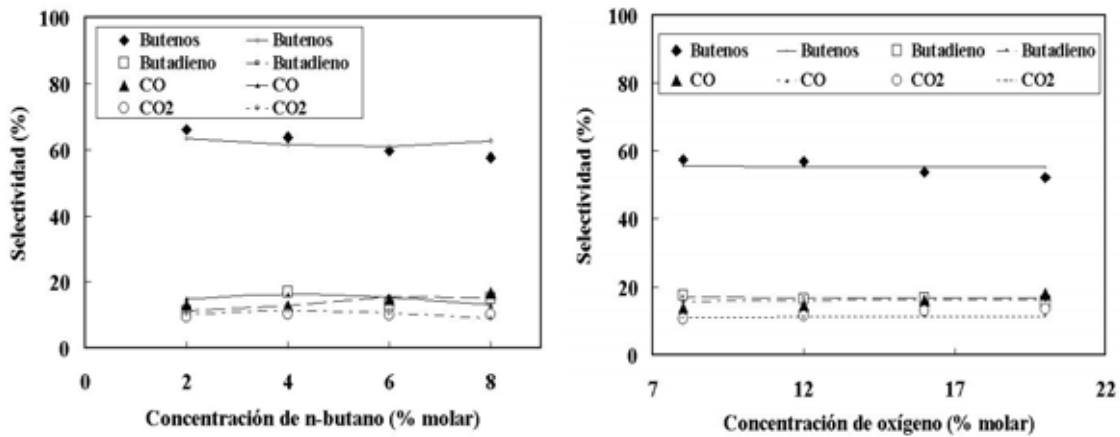 100
80
60
40
20
0
Selectividad (%)
Butenos Butenos
Butadieno Butadieno
CO CO
CO2 CO2
0 2 4 6 8
Concentración de n-butano (% molar)
100
80
60
40
20
0
Selectividad (%)
Butenos Butenos Butadieno Butadieno
CO CO CO2 CO2
7 12 17 22
Concentración de oxígeno (% molar)